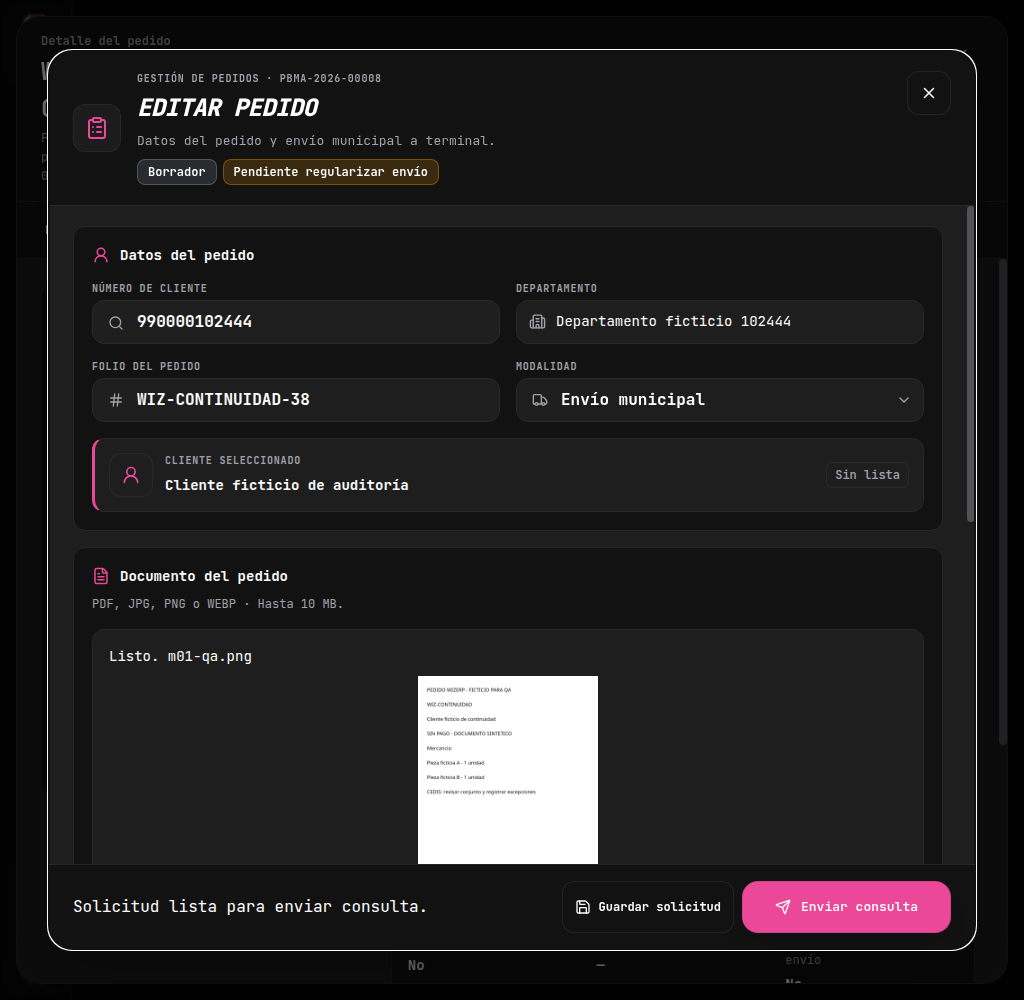 Detalle del pedido
GESTIÓN DE PEDIDOS · PBMA-2026-00008
EDITAR PEDIDO
Datos del pedido y envío municipal a terminal.
Borrador
Pendiente regularizar envío
Datos del pedido
NÚMERO DE CLIENTE
DEPARTAMENTO
990000102444
Departamento ficticio 102444
FOLIO DEL PEDIDO
MODALIDAD
WIZ-CONTINUIDAD-38
Envío municipal
CLIENTE SELECCIONADO
Cliente ficticio de auditoria
Sin lista
Documento del pedido
PDF, JPG, PNG o WEBP · Hasta 10 MB.
Listo. m01-qa.png
PEDIDO WIZERP - FICTICIO PARA QA
WIZ-CONTINUIDAD
Cliente ficticio de continuidad
SIN PAGO - DOCUMENTO SINTETICO
Mercancia:
Pieza ficticia A - 1 unidad
Pieza ficticia B - 1 unidad
CEDIS: revisar conjunto y registrar excepciones
Solicitud lista para enviar consulta.
Guardar solicitud
Enviar consulta
envío
No
—